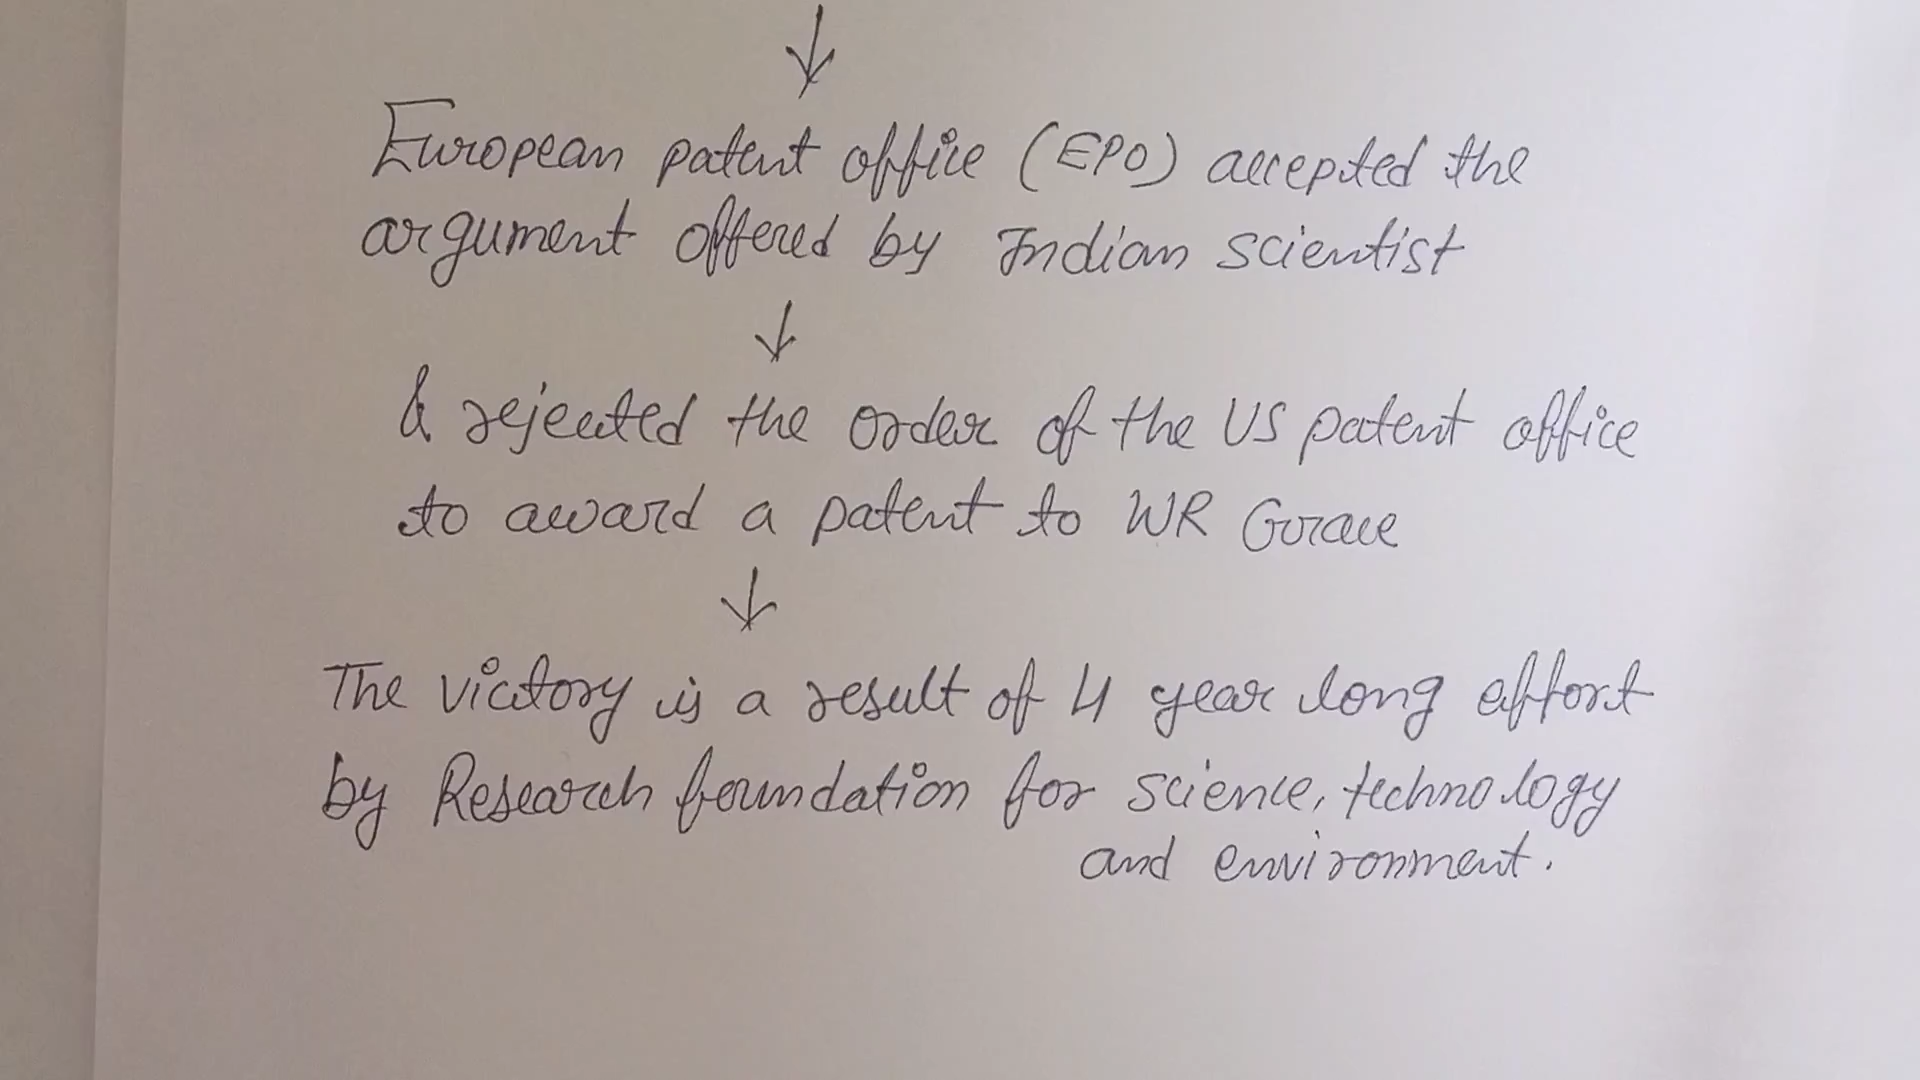 ↓
European patent office (EPO) accepted the
argument offered by Indian scientist
↓
& rejected the order of the US patent office
to award a patent to WR Grace
↓
The victory is a result of 4 year long effort
by Research foundation for science, technology
and environment.